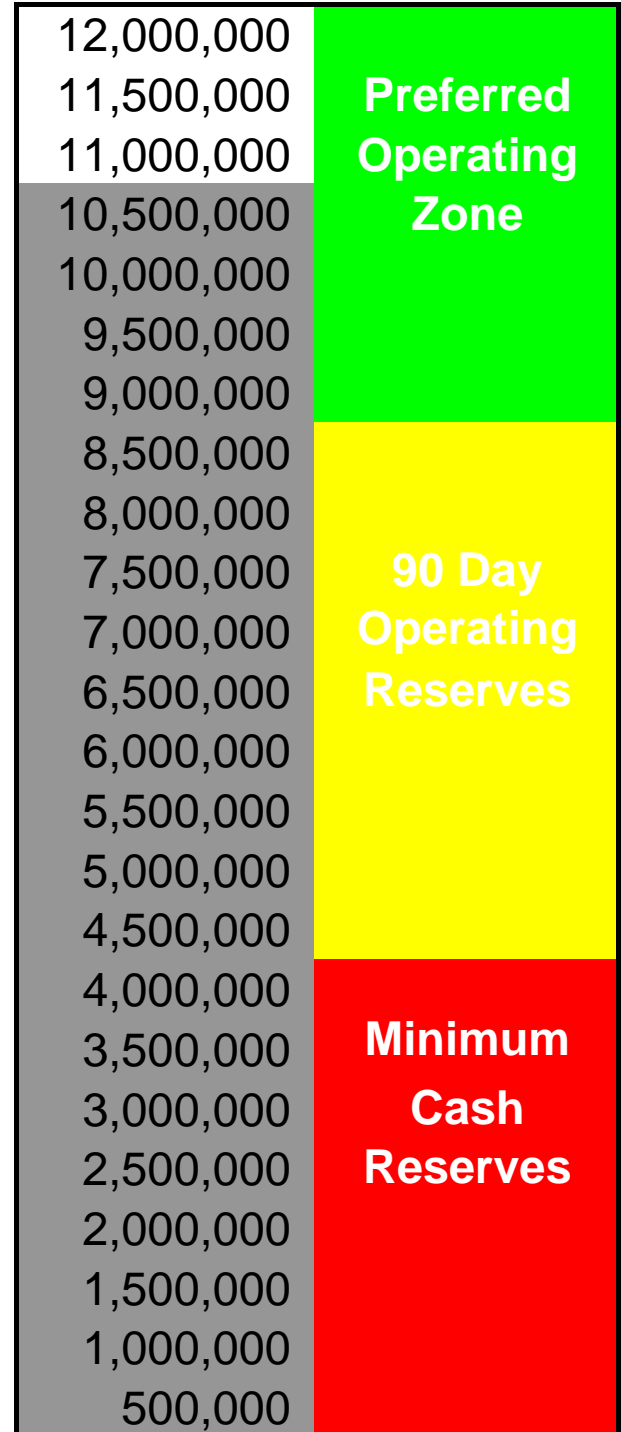 12,000,000
11,500,000 Preferred
11,000,000 Operating
10,500,000 Zone
10,000,000
9,500,000
9,000,000
8,500,000
8,000,000
7,500,000 90 Day
7,000,000 Operating
6,500,000 Reserves
6,000,000
5,500,000
5,000,000
4,500,000
4,000,000
3,500,000 Minimum
3,000,000 Cash
2,500,000 Reserves
2,000,000
1,500,000
1,000,000
500,000